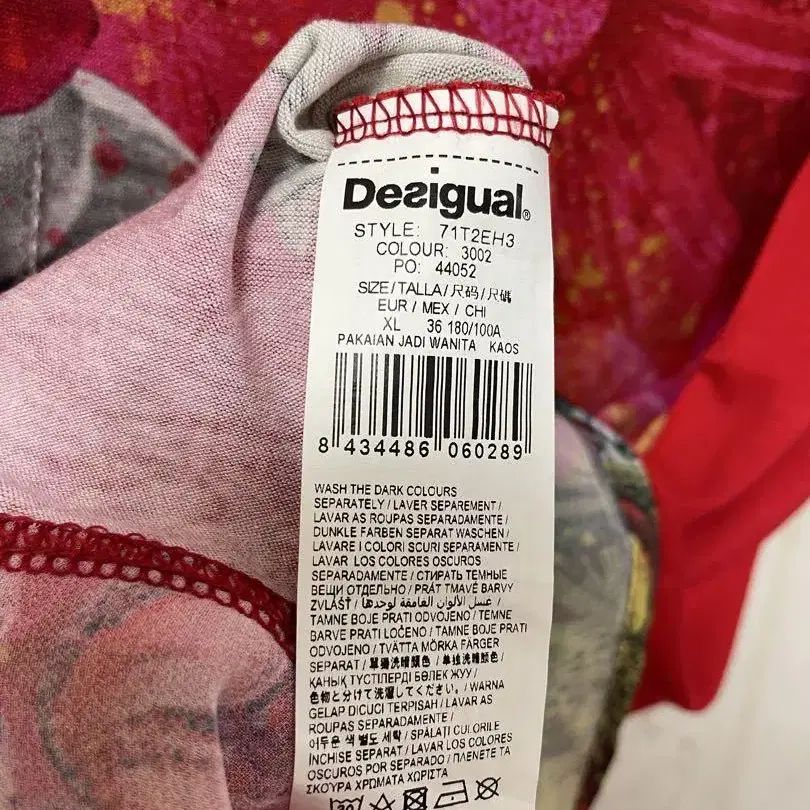 Desigual®
STYLE: 71T2EH3
COLOUR: 3002
PO: 44052
SIZE/TALLA/尺码/尺碼
EUR / MEX / CHI
XL 36 180/100A
PAKAIAN JADI WANITA KAOS
8 434486 060289
WASH THE DARK COLOURS
SEPARATELY / LAVER SEPAREMENT /
LAVAR AS ROUPAS SEPARADAMENTE /
DUNKLE FARBEN SEPARAT WASCHEN /
LAVARE I COLORI SCURI SEPARAMENTE /
LAVAR LOS COLORES OSCUROS
SEPARADAMENTE / СТИРАТЬ ТЕМНЫЕ
ВЕЩИ ОТДЕЛЬНО / PRÁT TMAVÉ BARVY
ZVLÁŠŤ / غسل الألوان الغامقة لوحدها /
TAMNE BOJE PRATI ODVOJENO / TEMNE
BARVE PRATI LOČENO / TAMNE BOJE PRATI
ODVOJENO / TVÄTTA MÖRKA FÄRGER
SEPARAT / 單獨洗暗顏色 / 单独洗暗颜色 /
ҚАНЫҚ ТҮСТІЛЕРДІ БӨЛЕК ЖУУ /
色物と分けて洗濯してください。 / WARNA
GELAP DICUCI TERPISAH / LAVAR AS
ROUPAS SEPARADAMENTE /
어두운 색 별도 세탁 / SPĂLAȚI CULORILE
ÎNCHISE SEPARAT / LAVAR LOS COLORES
OSCUROS POR SEPARADO / ΠΛΕΝΕΤΕ ΤΑ
ΣΚΟΥΡΑ ΧΡΩΜΑΤΑ ΧΩΡΙΣΤΑ